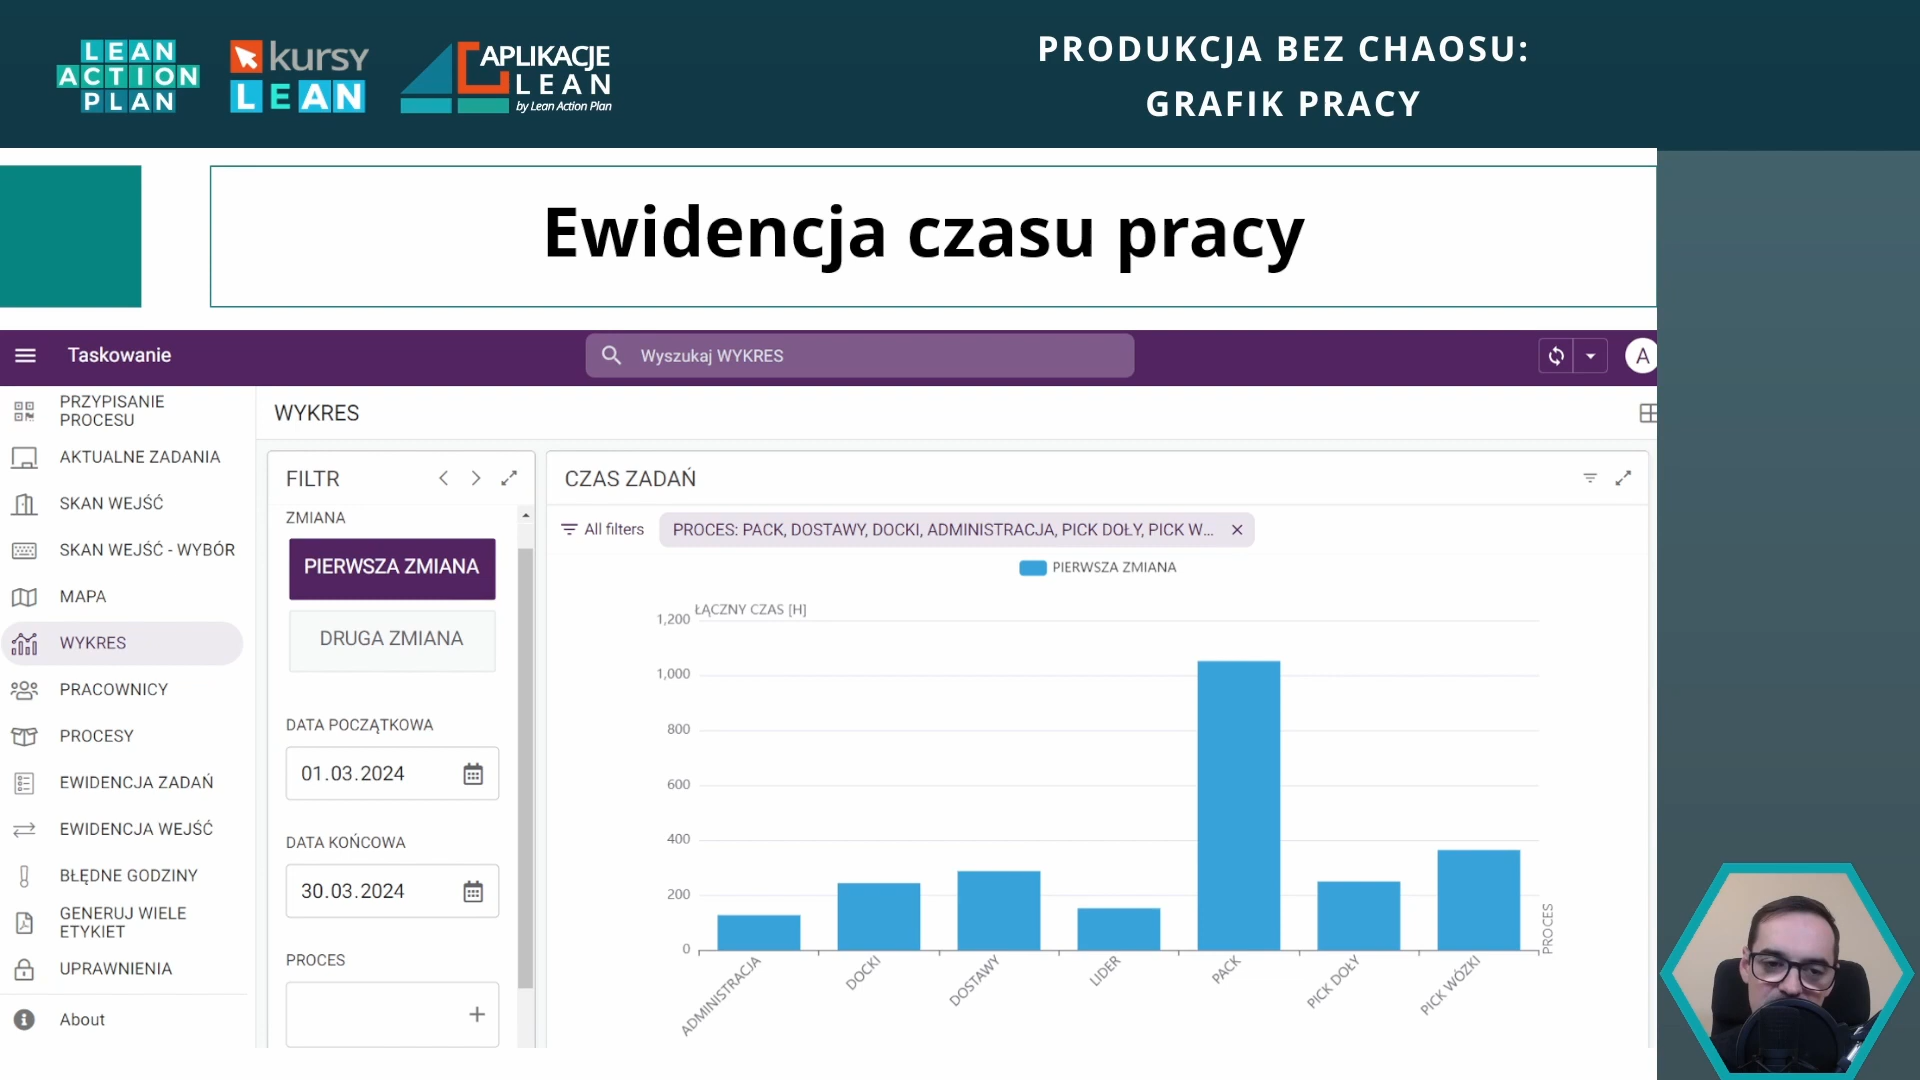 LEAN
ACTION
PLAN
kursy
LEAN
APLIKACJE
LEAN
by Lean Action Plan
PRODUKCJA BEZ CHAOSU:
GRAFIK PRACY
Ewidencja czasu pracy
Taskowanie
Wyszukaj WYKRES
A
PRZYPISANIE
PROCESU
AKTUALNE ZADANIA
SKAN WEJŚĆ
SKAN WEJŚĆ - WYBÓR
MAPA
WYKRES
PRACOWNICY
PROCESY
EWIDENCJA ZADAŃ
EWIDENCJA WEJŚĆ
BŁĘDNE GODZINY
GENERUJ WIELE
ETYKIET
UPRAWNIENIA
About
WYKRES
FILTR
ZMIANA
PIERWSZA ZMIANA
DRUGA ZMIANA
DATA POCZĄTKOWA
01.03.2024
DATA KOŃCOWA
30.03.2024
PROCES
CZAS ZADAŃ
All filters
PROCES: PACK, DOSTAWY, DOCKI, ADMINISTRACJA, PICK DOŁY, PICK W...
PIERWSZA ZMIANA
ŁĄCZNY CZAS [H]
1,200
1,000
800
600
400
200
0
ADMINISTRACJA
DOCKI
DOSTAWY
LIDER
PACK
PICK DOŁY
PICK WÓZKI
PROCES